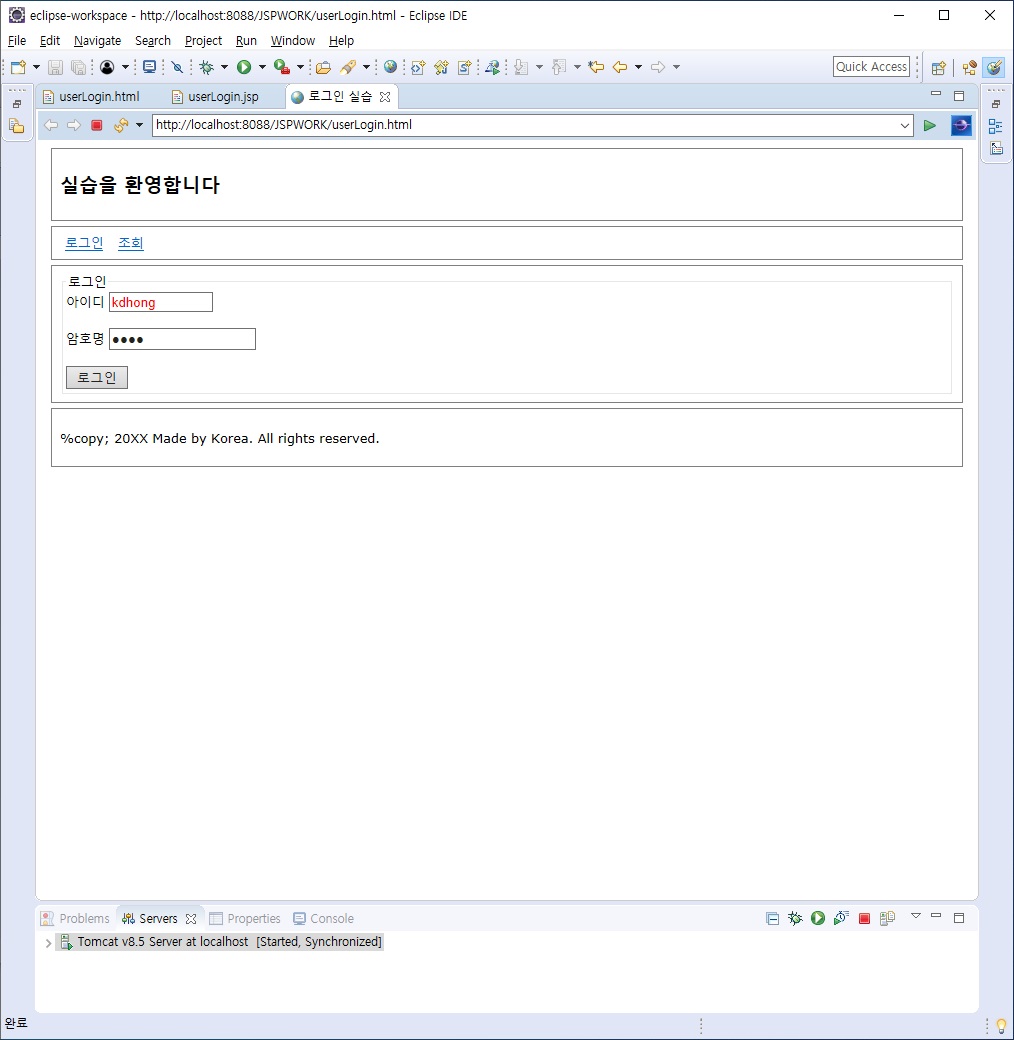 eclipse-workspace - http://localhost:8088/JSPWORK/userLogin.html - Eclipse IDE
File Edit Navigate Search Project Run Window Help
Quick Access
userLogin.html userLogin.jsp 로그인 실습
http://localhost:8088/JSPWORK/userLogin.html
실습을 환영합니다
로그인 조회
로그인
아이디 kdhong
암호명 ●●●●
로그인
%copy; 20XX Made by Korea. All rights reserved.
Problems Servers Properties Console
Tomcat v8.5 Server at localhost [Started, Synchronized]
완료